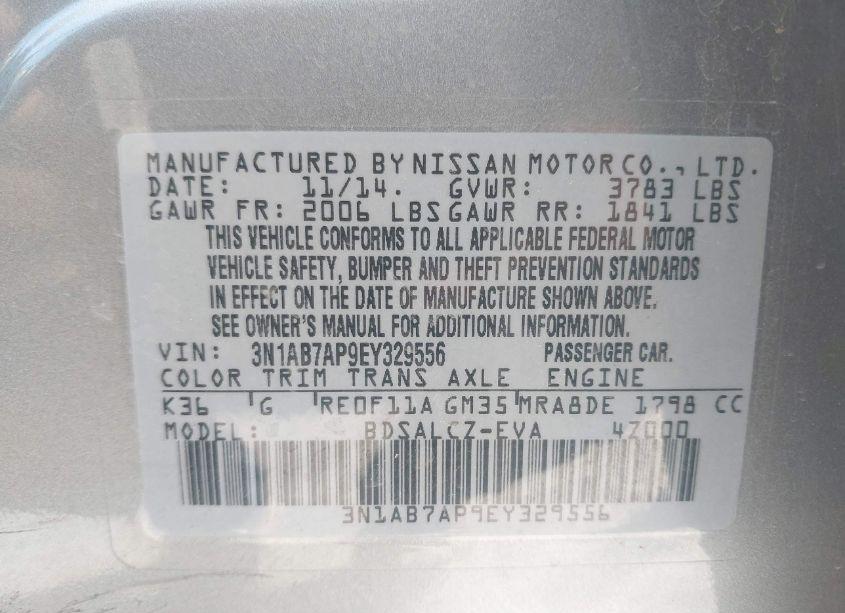 MANUFACTURED BY NISSAN MOTOR CO., LTD.
DATE: 11/14. GVWR: 3783 LBS
GAWR FR: 2006 LBS GAWR RR: 1841 LBS
THIS VEHICLE CONFORMS TO ALL APPLICABLE FEDERAL MOTOR
VEHICLE SAFETY, BUMPER AND THEFT PREVENTION STANDARDS
IN EFFECT ON THE DATE OF MANUFACTURE SHOWN ABOVE.
SEE OWNER'S MANUAL FOR ADDITIONAL INFORMATION.
VIN: 3N1AB7AP9EY329556 PASSENGER CAR.
COLOR TRIM TRANS AXLE ENGINE
K36 G RE0F11A GM35 MRA8DE 1798 CC
MODEL: BDSALCZ-EVA 4Z000
3N1AB7AP9EY329556